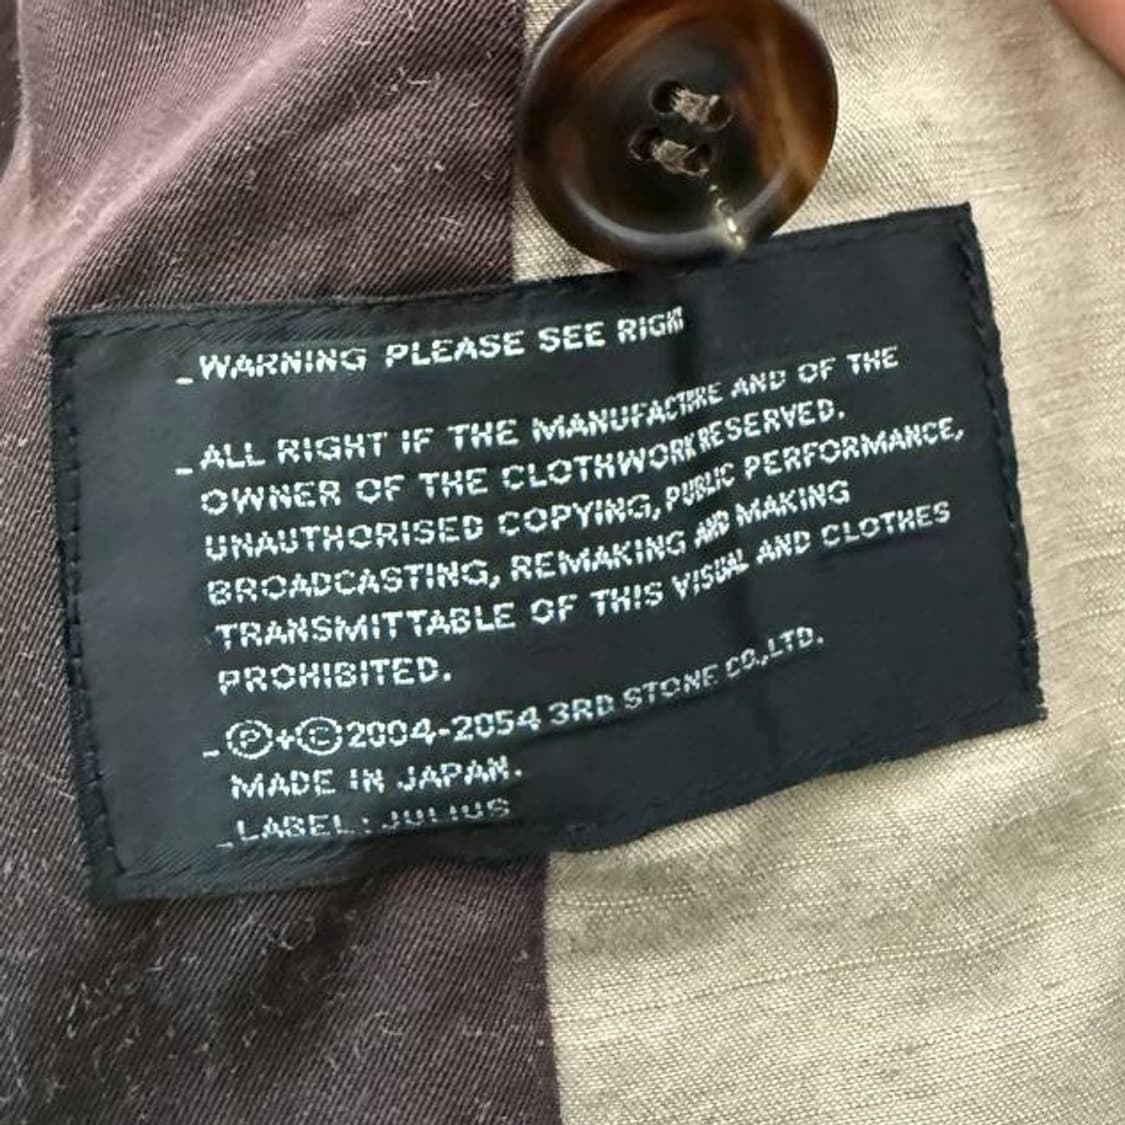 _WARNING PLEASE SEE RIGHT
_ALL RIGHT IF THE MANUFACTIRE AND OF THE
OWNER OF THE CLOTHWORK RESERVED.
UNAUTHORISED COPYING, PUBLIC PERFORMANCE,
BROADCASTING, REMAKING AND MAKING
TRANSMITTABLE OF THIS VISUAL AND CLOTHES
PROHIBITED.
_Ⓟ+©2004-2054 3RD STONE CO.,LTD.
MADE IN JAPAN.
_LABEL:JULIUS